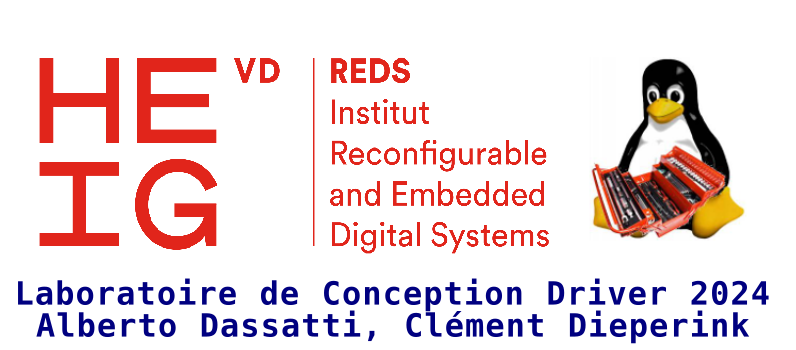 HE
IG
VD
REDS
Institut
Reconfigurable
and Embedded
Digital Systems
Laboratoire de Conception Driver 2024
Alberto Dassatti, Clément Dieperink